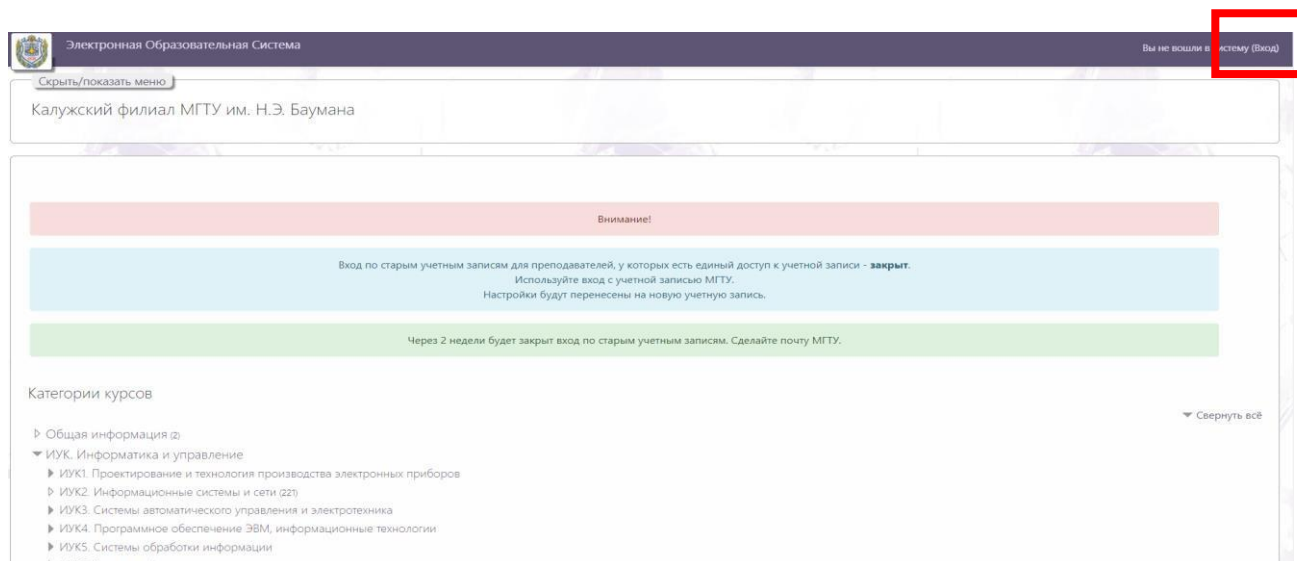 Электронная Образовательная Система
Вы не вошли в систему (Вход)
Скрыть/показать меню
Калужский филиал МГТУ им. Н.Э. Баумана
Внимание!
Вход по старым учетным записям для преподавателей, у которых есть единый доступ к учетной записи - закрыт.
Используйте вход с учетной записью МГТУ.
Настройки будут перенесены на новую учетную запись.
Через 2 недели будет закрыт вход по старым учетным записям. Сделайте почту МГТУ.
Категории курсов
Свернуть всё
Общая информация (2)
ИУК. Информатика и управление
ИУК1. Проектирование и технология производства электронных приборов
ИУК2. Информационные системы и сети (221)
ИУК3. Системы автоматического управления и электротехника
ИУК4. Программное обеспечение ЭВМ, информационные технологии
ИУК5. Системы обработки информации